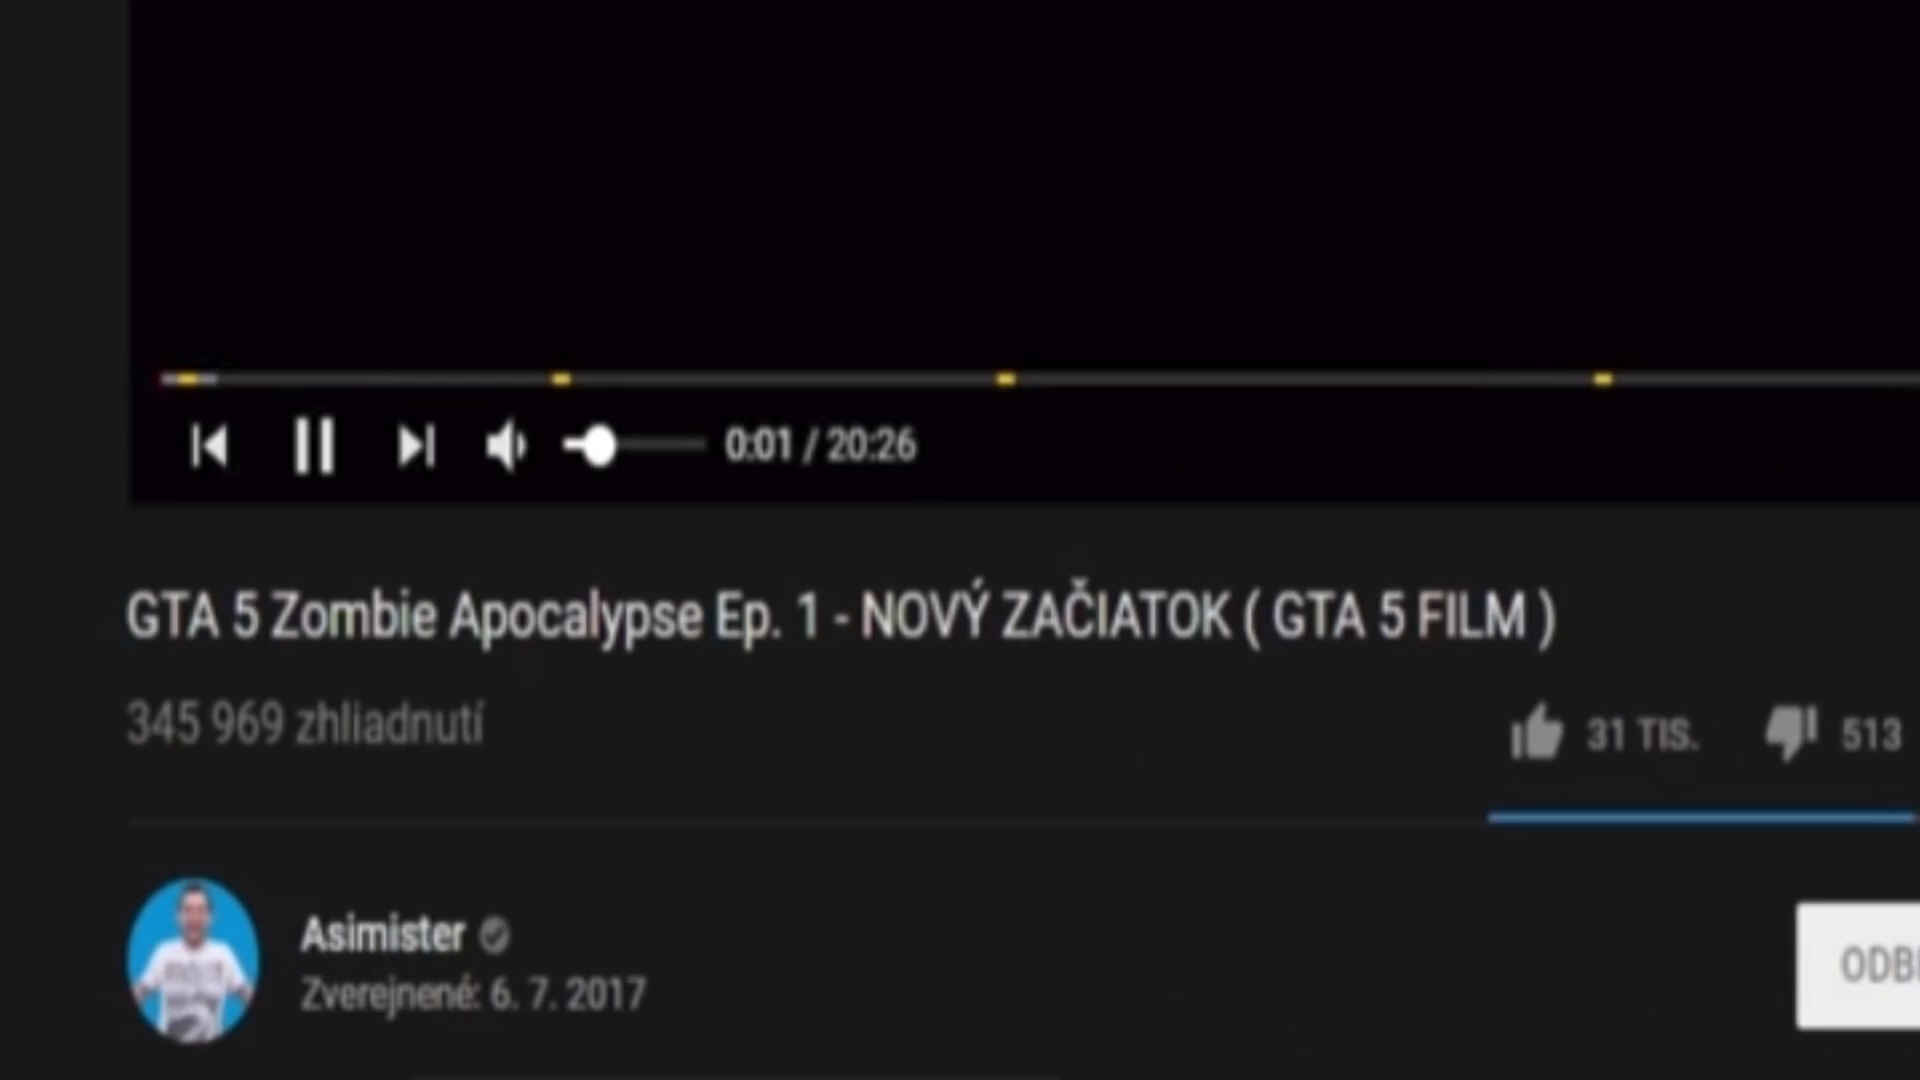 0:01 / 20:26
GTA 5 Zombie Apocalypse Ep. 1 - NOVÝ ZAČIATOK ( GTA 5 FILM )
345 969 zhliadnutí
31 TIS.
513
Asimister
Zverejnené: 6. 7. 2017